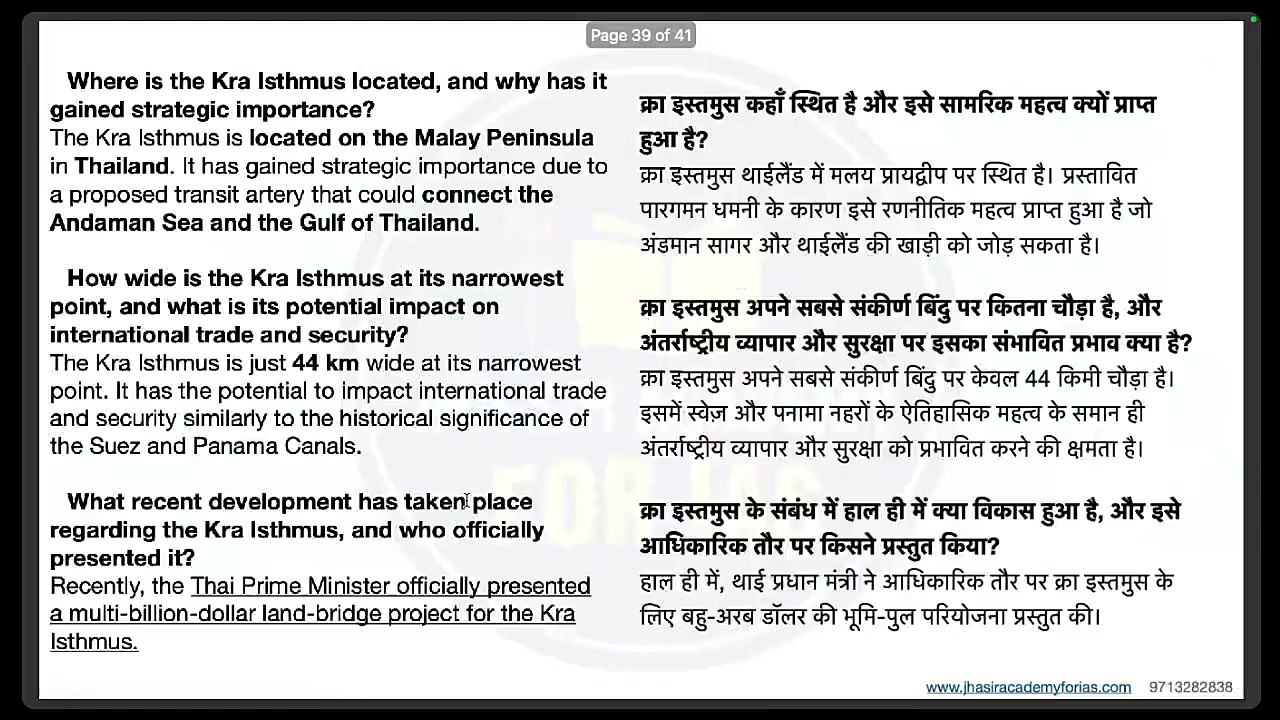 Page 39 of 41
Where is the Kra Isthmus located, and why has it
gained strategic importance?
The Kra Isthmus is located on the Malay Peninsula
in Thailand. It has gained strategic importance due to
a proposed transit artery that could connect the
Andaman Sea and the Gulf of Thailand.
How wide is the Kra Isthmus at its narrowest
point, and what is its potential impact on
international trade and security?
The Kra Isthmus is just 44 km wide at its narrowest
point. It has the potential to impact international trade
and security similarly to the historical significance of
the Suez and Panama Canals.
What recent development has taken place
regarding the Kra Isthmus, and who officially
presented it?
Recently, the Thai Prime Minister officially presented
a multi-billion-dollar land-bridge project for the Kra
Isthmus.
क्रा इस्तमुस कहाँ स्थित है और इसे सामरिक महत्व क्यों प्राप्त
हुआ है?
क्रा इस्तमुस थाईलैंड में मलय प्रायद्वीप पर स्थित है। प्रस्तावित
पारगमन धमनी के कारण इसे रणनीतिक महत्व प्राप्त हुआ है जो
अंडमान सागर और थाईलैंड की खाड़ी को जोड़ सकता है।
क्रा इस्तमुस अपने सबसे संकीर्ण बिंदु पर कितना चौड़ा है, और
अंतर्राष्ट्रीय व्यापार और सुरक्षा पर इसका संभावित प्रभाव क्या है?
क्रा इस्तमुस अपने सबसे संकीर्ण बिंदु पर केवल 44 किमी चौड़ा है।
इसमें स्वेज़ और पनामा नहरों के ऐतिहासिक महत्व के समान ही
अंतर्राष्ट्रीय व्यापार और सुरक्षा को प्रभावित करने की क्षमता है।
क्रा इस्तमुस के संबंध में हाल ही में क्या विकास हुआ है, और इसे
आधिकारिक तौर पर किसने प्रस्तुत किया?
हाल ही में, थाई प्रधान मंत्री ने आधिकारिक तौर पर क्रा इस्तमुस के
लिए बहु-अरब डॉलर की भूमि-पुल परियोजना प्रस्तुत की।
FOR IAS
www.jhasiracademyforias.com 9713282838